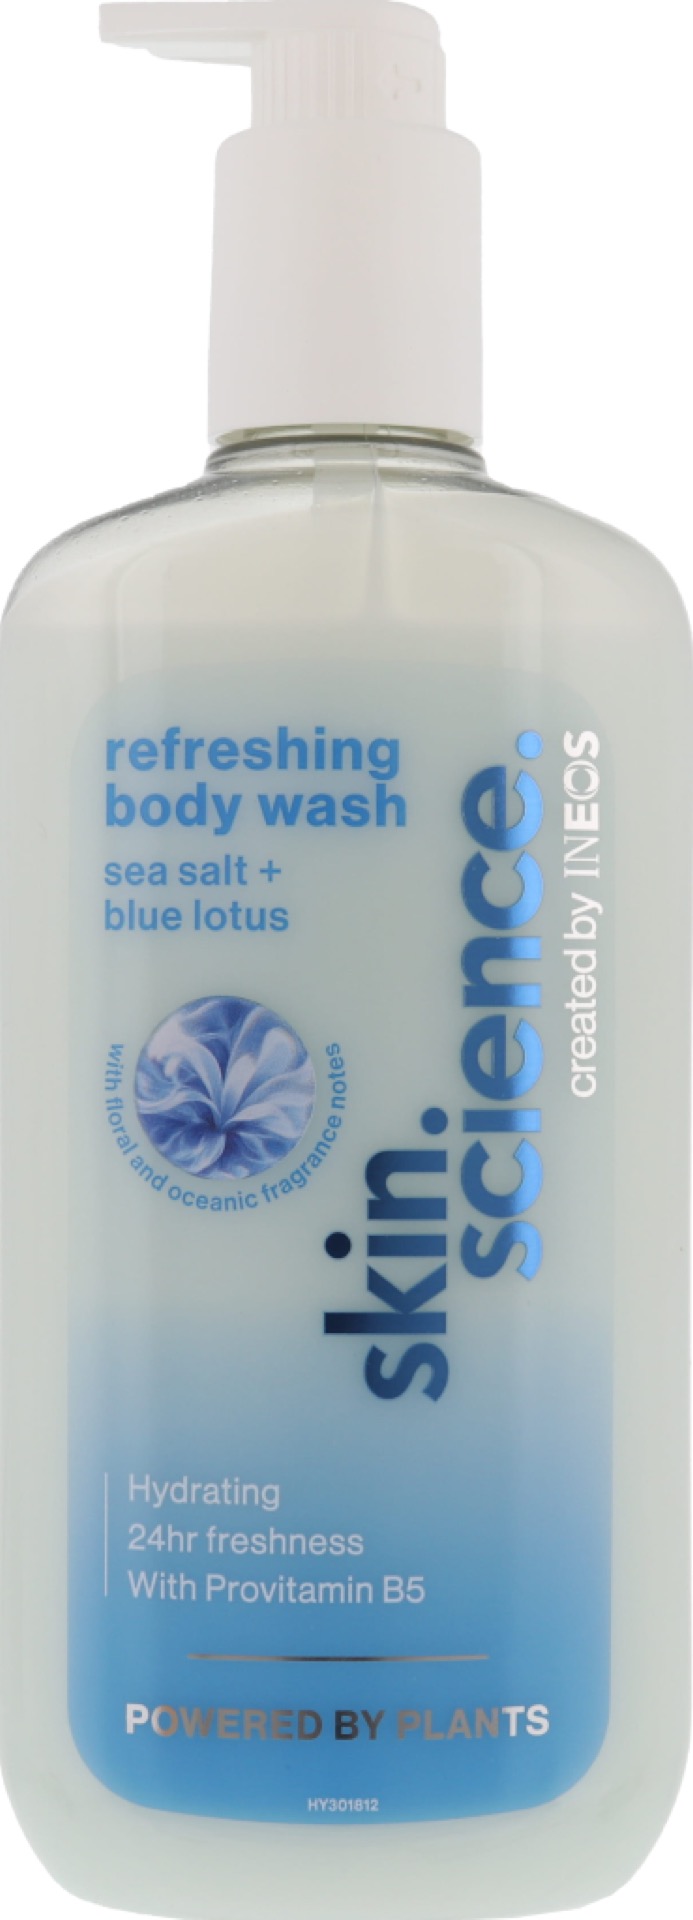 refreshing
body wash
sea salt +
blue lotus
with floral and oceanic fragrance notes
skin.
science.
created by INEOS
Hydrating
24hr freshness
With Provitamin B5
POWERED BY PLANTS
HY301812